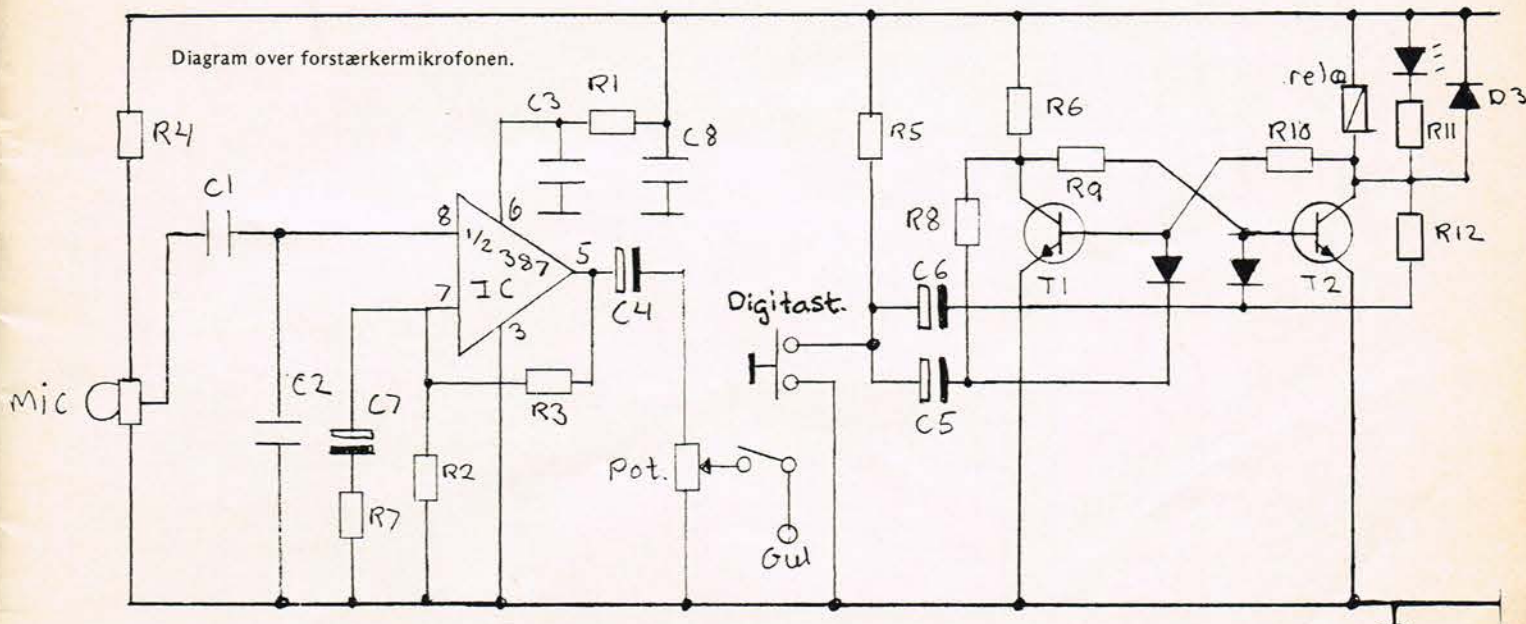 Diagram over forstærkermikrofonen.
R4
C1
C3
R1
C8
8
6
1/2 387
IC
5
7
3
C4
R3
C2
C7
R2
R7
Mic
Pot.
Gul
Digitast.
R5
C6
C5
R6
R8
R9
R10
T1
T2
relæ
R11
D3
R12